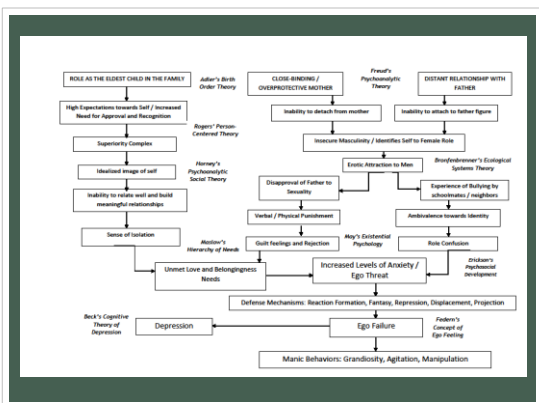 ROLE AS THE ELDEST CHILD IN THE FAMILY
Adler's Birth
Order Theory
CLOSE-BINDING /
OVERPROTECTIVE MOTHER
Freud's
Psychoanalytic
Theory
DISTANT RELATIONSHIP WITH
FATHER
High Expectations towards Self / Increased
Need for Approval and Recognition
Inability to detach from mother
Inability to attach to father figure
Rogers' Person-
Centered Theory
Superiority Complex
Insecure Masculinity / Identifies Self to Female Role
Horney's
Psychoanalytic
Social Theory
Idealized image of self
Erotic Attraction to Men
Bronfenbrenner's Ecological
Systems Theory
Disapproval of Father to
Sexuality
Experience of Bullying by
schoolmates / neighbors
Inability to relate well and build
meaningful relationships
Verbal / Physical Punishment
Ambivalence towards Identity
Sense of Isolation
Maslow's
Hierarchy of Needs
Guilt feelings and Rejection
May's Existential
Psychology
Role Confusion
Unmet Love and Belongingness
Needs
Increased Levels of Anxiety /
Ego Threat
Erickson's
Psychosocial
Development
Defense Mechanisms: Reaction Formation, Fantasy, Repression, Displacement, Projection
Beck's Cognitive
Theory of
Depression
Depression
Ego Failure
Federn's
Concept of
Ego Feeling
Manic Behaviors: Grandiosity, Agitation, Manipulation